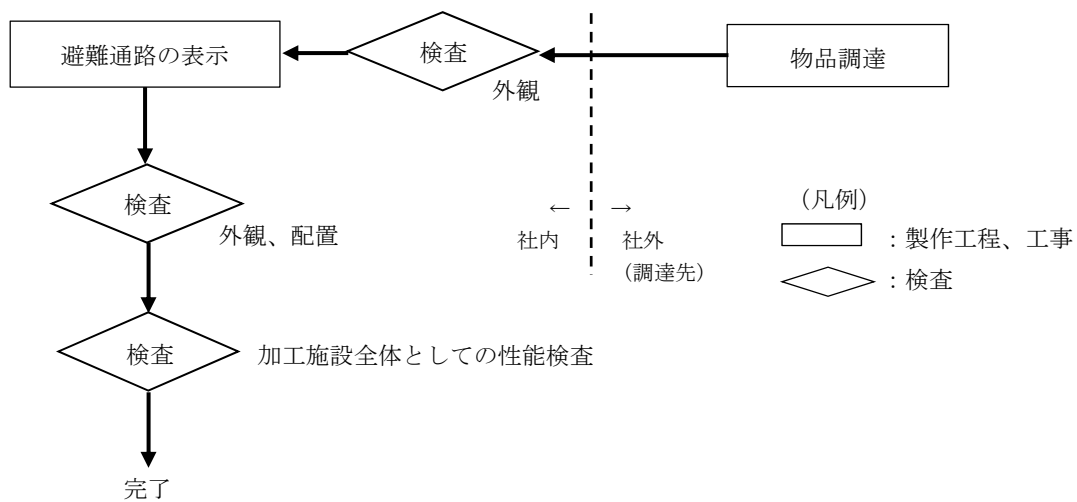 避難通路の表示
検査
外観
物品調達
検査
外観、配置
← →
社内 社外
(調達先)
(凡例)
：製作工程、工事
：検査
検査
加工施設全体としての性能検査
完了